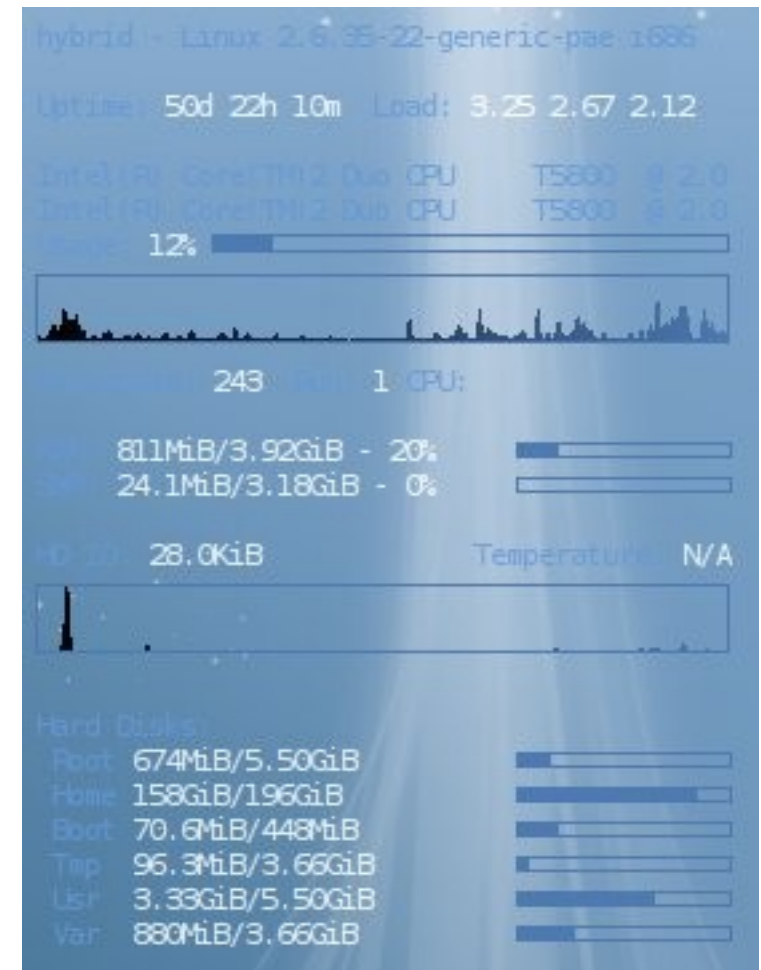 hybrid - Linux 2.6.35-22-generic-pae i686
Uptime: 50d 22h 10m Load: 3.25 2.67 2.12
Intel(R) Core(TM)2 Duo CPU T5800 @ 2.0
Intel(R) Core(TM)2 Duo CPU T5800 @ 2.0
Usage: 12%
243 1 CPU:
811MiB/3.92GiB - 20%
24.1MiB/3.18GiB - 0%
28.0KiB Temperature: N/A
Hard Disks
Root 674MiB/5.50GiB
Home 158GiB/196GiB
Boot 70.6MiB/448MiB
Tmp 96.3MiB/3.66GiB
Usr 3.33GiB/5.50GiB
Var 880MiB/3.66GiB